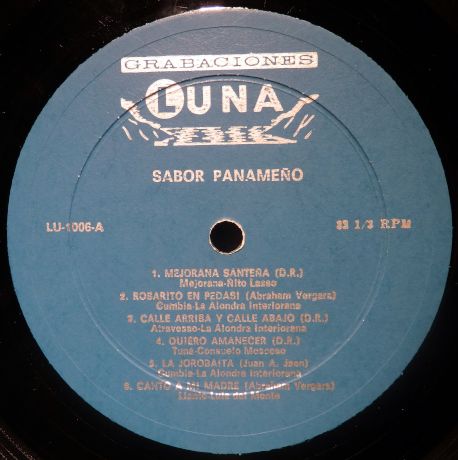 GRABACIONES
LUNA
SABOR PANAMEÑO
LU-1006-A
33 1/3 RPM
1. MEJORANA SANTEÑA (D.R.)
Mejorana-Ñito Lasso
2. ROSARITO EN PEDASI (Abraham Vergara)
Cumbia-La Alondra Interiorana
3. CALLE ARRIBA Y CALLE ABAJO (D.R.)
Atravesao-La Alondra Interiorana
4. QUIERO AMANECER (D.R.)
Tuna-Consuelo Moscoso
5. LA JOROBAITA (Juan A. Jaen)
Cumbia-La Alondra Interiorana
6. CANTO A MI MADRE (Abraham Vergara)
Llanto-Luis del Monte